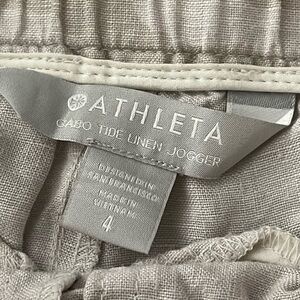 ATHLETA
CABO TIDE LINEN JOGGER
DESIGNED IN
SAN FRANCISCO
MADE IN
VIETNAM
4